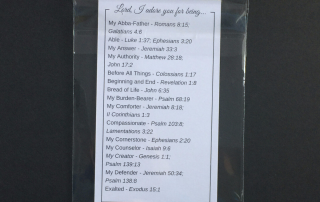 Lord, I adore you for being...
My Abba-Father - Romans 8:15;
Galatians 4:6
Able - Luke 1:37; Ephesians 3:20
My Answer - Jeremiah 33:3
My Authority - Matthew 28:18;
John 17:2
Before All Things - Colossians 1:17
Beginning and End - Revelation 1:8
Bread of Life - John 6:35
My Burden-Bearer - Psalm 68:19
My Comforter - Jeremiah 8:18;
II Corinthians 1:3
Compassionate - Psalm 103:8;
Lamentations 3:22
My Cornerstone - Ephesians 2:20
My Counselor - Isaiah 9:6
My Creator - Genesis 1:1;
Psalm 139:13
My Defender - Jeremiah 50:34;
Psalm 138:8
Exalted - Exodus 15:1